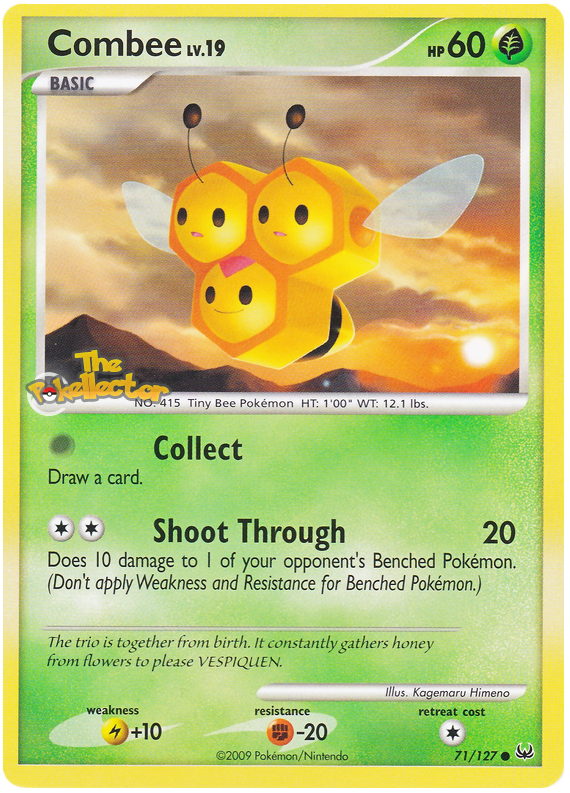 Combee LV.19
HP 60
BASIC
The
Pokellector
NO. 415 Tiny Bee Pokémon HT: 1'00" WT: 12.1 lbs.
Collect
Draw a card.
Shoot Through 20
Does 10 damage to 1 of your opponent's Benched Pokémon.
(Don't apply Weakness and Resistance for Benched Pokémon.)
The trio is together from birth. It constantly gathers honey
from flowers to please VESPIQUEN.
Illus. Kagemaru Himeno
weakness resistance retreat cost
+10 -20
©2009 Pokémon/Nintendo 71/127